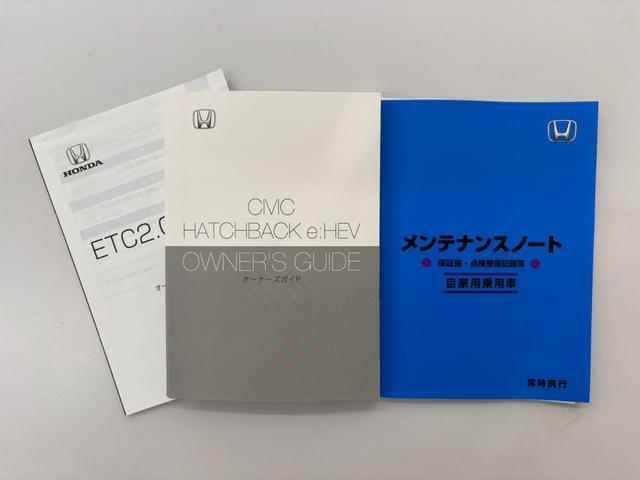 HONDA
ETC2.0
CIVIC
HATCHBACK e:HEV
OWNER'S GUIDE
オーナーズガイド
メンテナンスノート
保証書・点検整備記録簿
自家用乗用車
常時携行